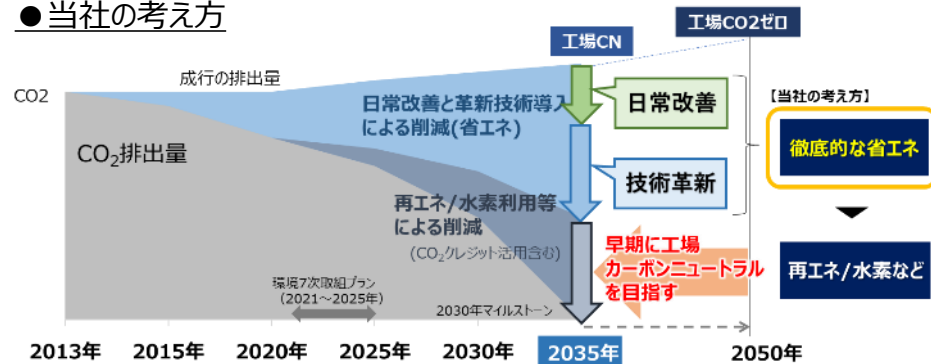 ●当社の考え方
工場CO2ゼロ
工場CN
成行の排出量
CO2
日常改善と革新技術導入
による削減(省エネ)
日常改善
【当社の考え方】
徹底的な省エネ
CO₂排出量
技術革新
再エネ/水素利用等
による削減
(CO₂クレジット活用含む)
早期に工場
カーボンニュートラル
を目指す
再エネ/水素など
環境7次取組プラン
(2021~2025年)
2030年マイルストーン
2013年 2015年 2020年 2025年 2030年 2035年 2050年